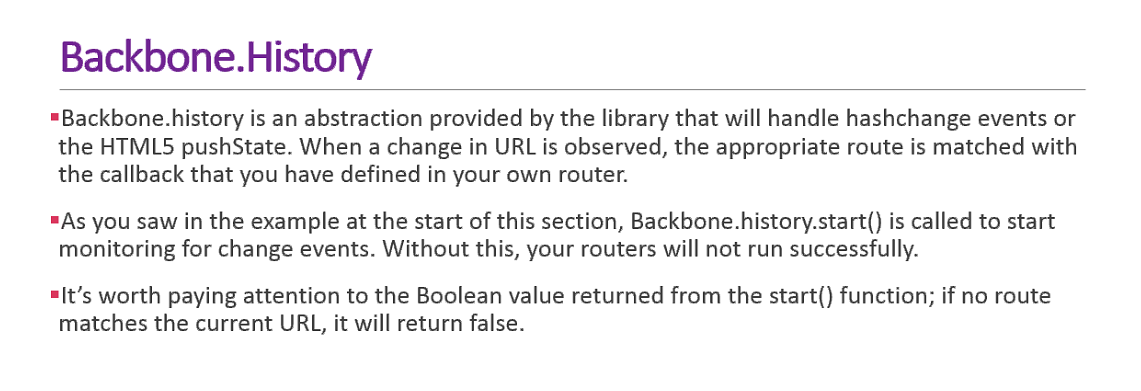 Backbone.History
▪Backbone.history is an abstraction provided by the library that will handle hashchange events or
the HTML5 pushState. When a change in URL is observed, the appropriate route is matched with
the callback that you have defined in your own router.
▪As you saw in the example at the start of this section, Backbone.history.start() is called to start
monitoring for change events. Without this, your routers will not run successfully.
▪It’s worth paying attention to the Boolean value returned from the start() function; if no route
matches the current URL, it will return false.